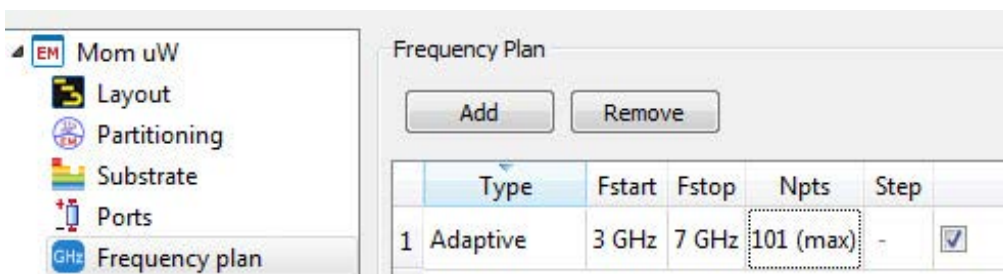 EM Mom uW
Layout
EM Partitioning
Substrate
Ports
GHz Frequency plan
Frequency Plan
Add Remove
Type Fstart Fstop Npts Step
1 Adaptive 3 GHz 7 GHz 101 (max) -